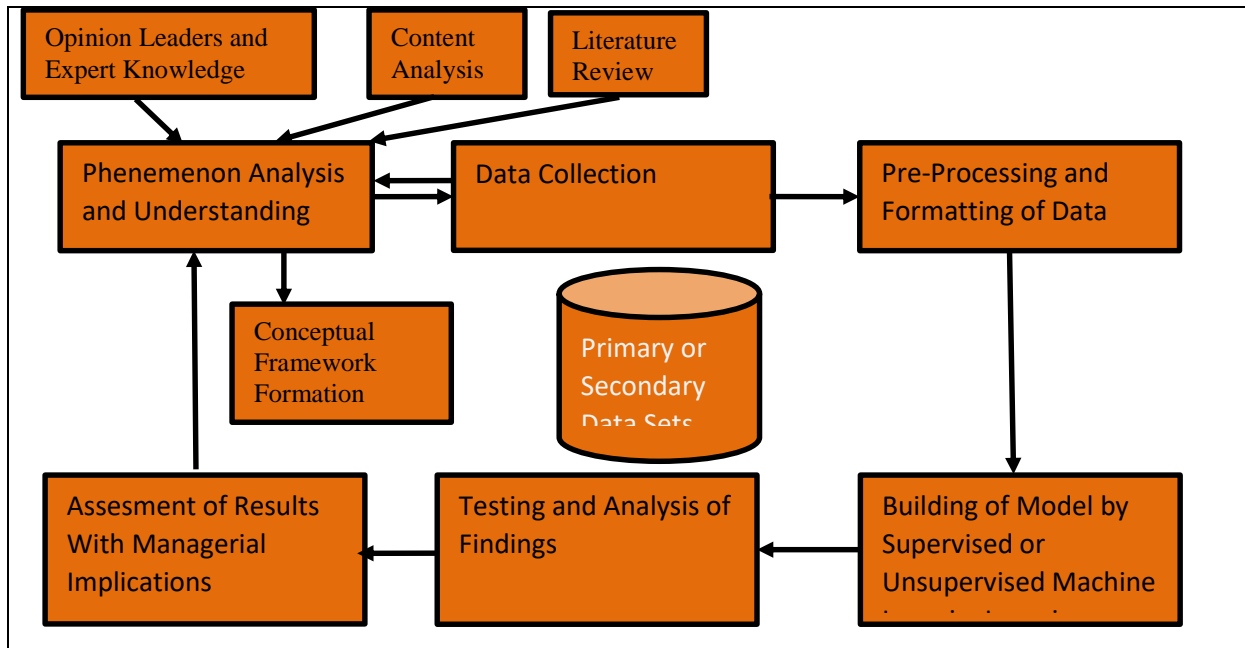 Opinion Leaders and
Expert Knowledge
Content
Analysis
Literature
Review
Phenemenon Analysis
and Understanding
Data Collection
Pre-Processing and
Formatting of Data
Conceptual
Framework
Formation
Primary or
Secondary
Data Sets
Assesment of Results
With Managerial
Implications
Testing and Analysis of
Findings
Building of Model by
Supervised or
Unsupervised Machine